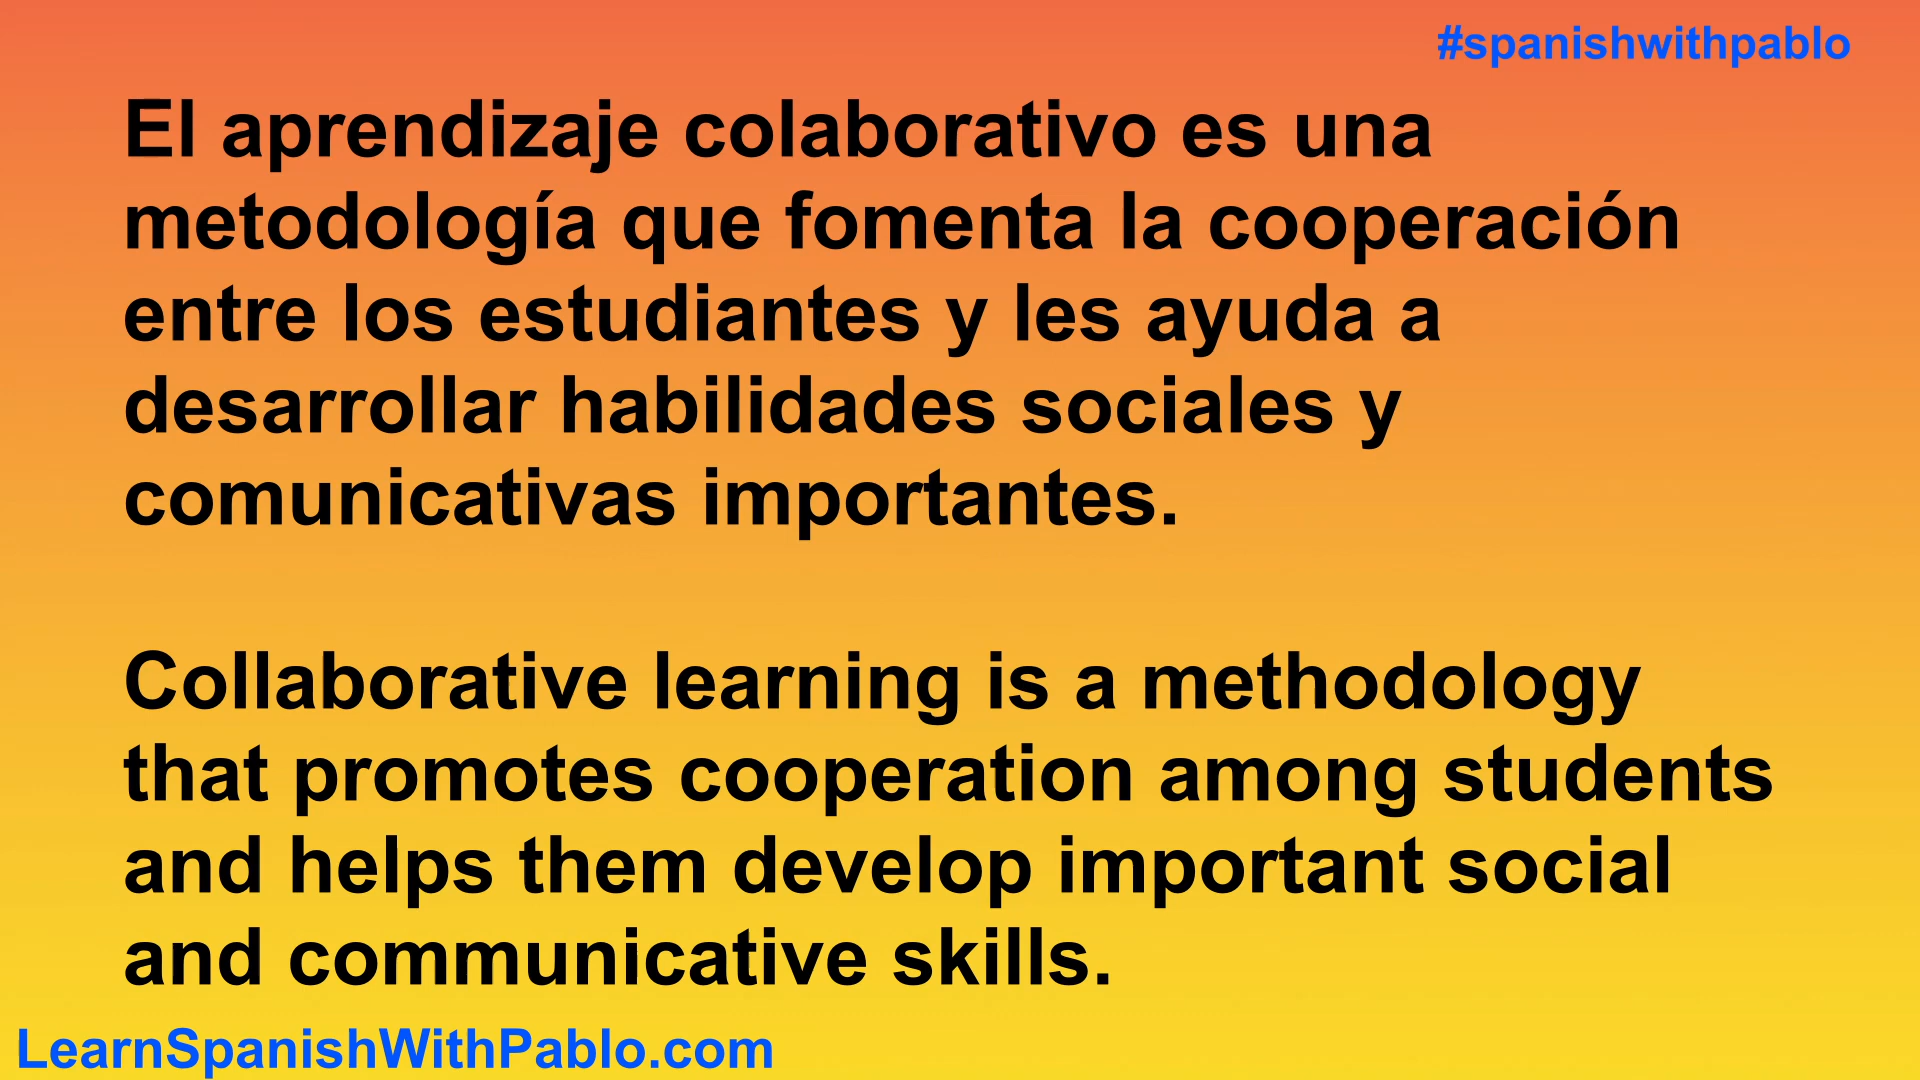 #spanishwithpablo
El aprendizaje colaborativo es una
metodología que fomenta la cooperación
entre los estudiantes y les ayuda a
desarrollar habilidades sociales y
comunicativas importantes.
Collaborative learning is a methodology
that promotes cooperation among students
and helps them develop important social
and communicative skills.
LearnSpanishWithPablo.com